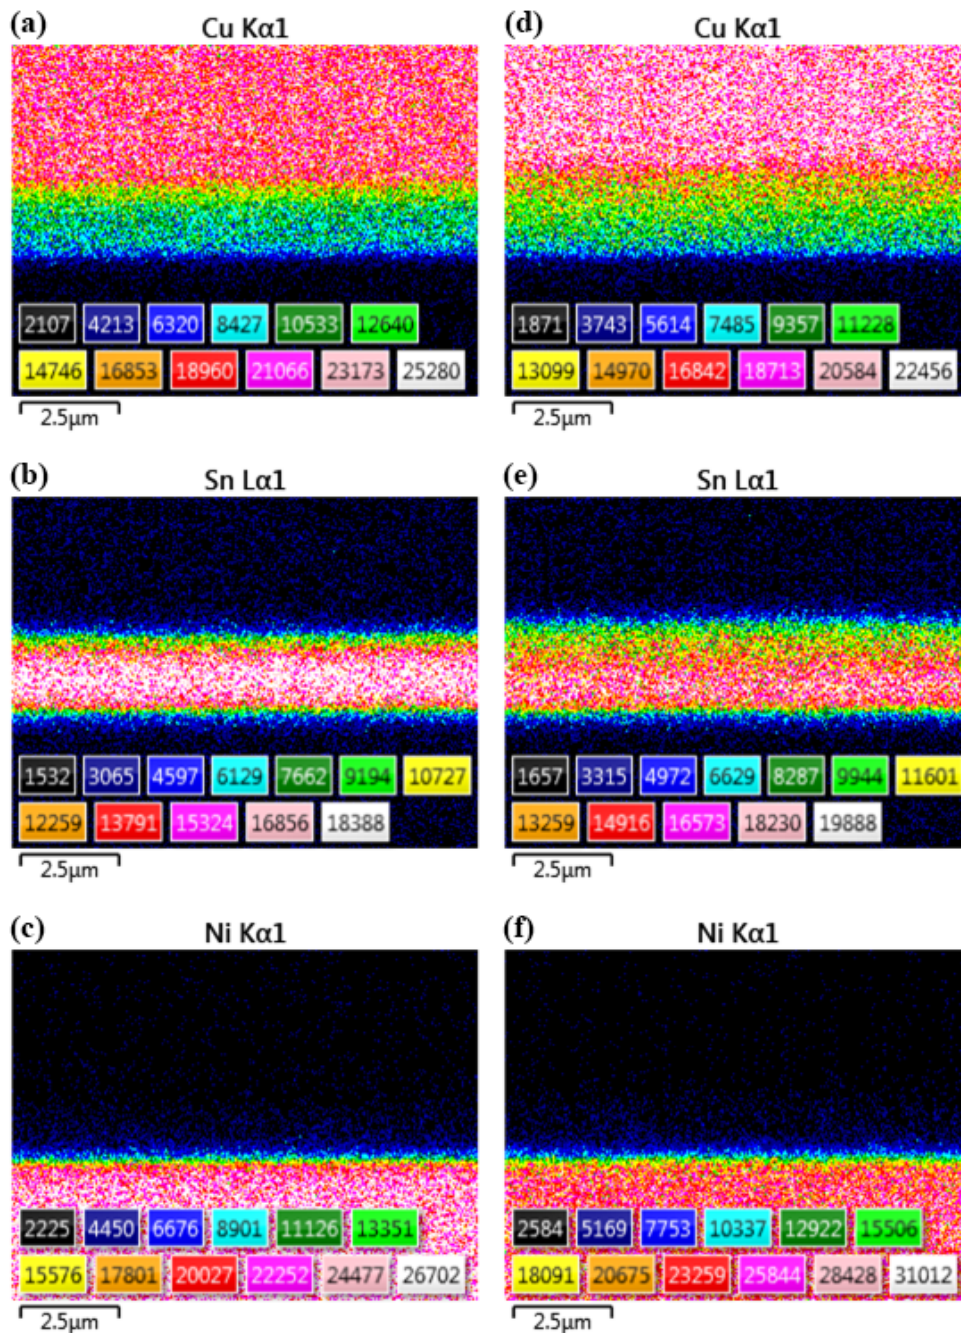 (a)
Cu Kα1
2107 4213 6320 8427 10533 12640
14746 16853 18960 21066 23173 25280
2.5μm
(d)
Cu Kα1
1871 3743 5614 7485 9357 11228
13099 14970 16842 18713 20584 22456
2.5μm
(b)
Sn Lα1
1532 3065 4597 6129 7662 9194 10727
12259 13791 15324 16856 18388
2.5μm
(e)
Sn Lα1
1657 3315 4972 6629 8287 9944 11601
13259 14916 16573 18230 19888
2.5μm
(c)
Ni Kα1
2225 4450 6676 8901 11126 13351
15576 17801 20027 22252 24477 26702
2.5μm
(f)
Ni Kα1
2584 5169 7753 10337 12922 15506
18091 20675 23259 25844 28428 31012
2.5μm